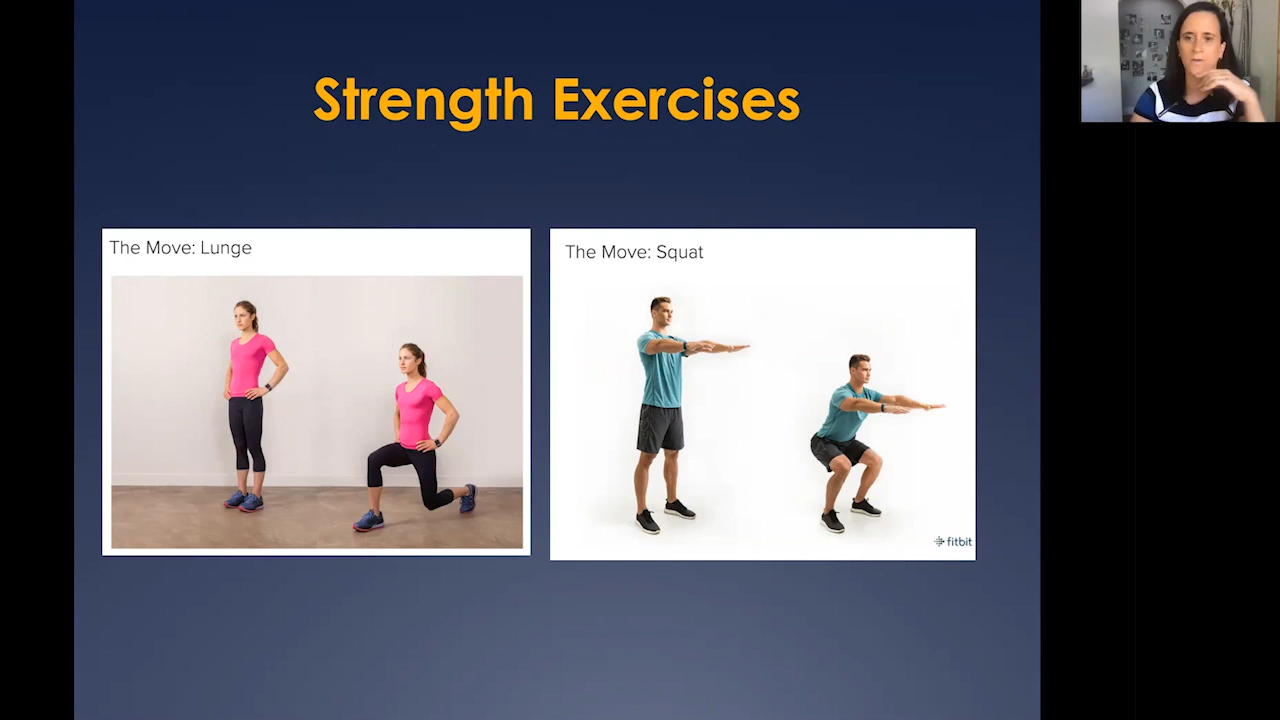 Strength Exercises
The Move: Lunge
The Move: Squat
fitbit